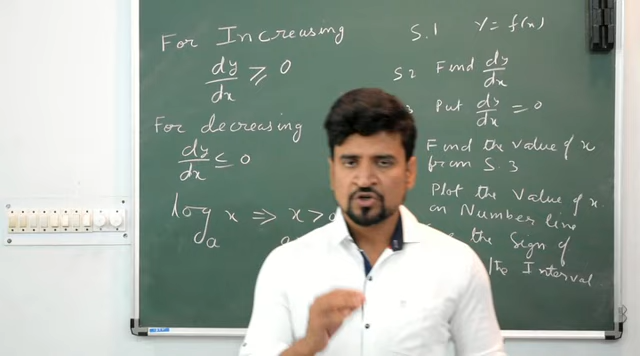 For Increasing
dy/dx ≥ 0
For decreasing
dy/dx ≤ 0
log_a x ⇒ x > 0
a
S.1 Y = f(x)
S2 Find dy/dx
3 Put dy/dx = 0
Find the value of x
from S.3
Plot the Value of x
on Number line
the Sign of
the Interval